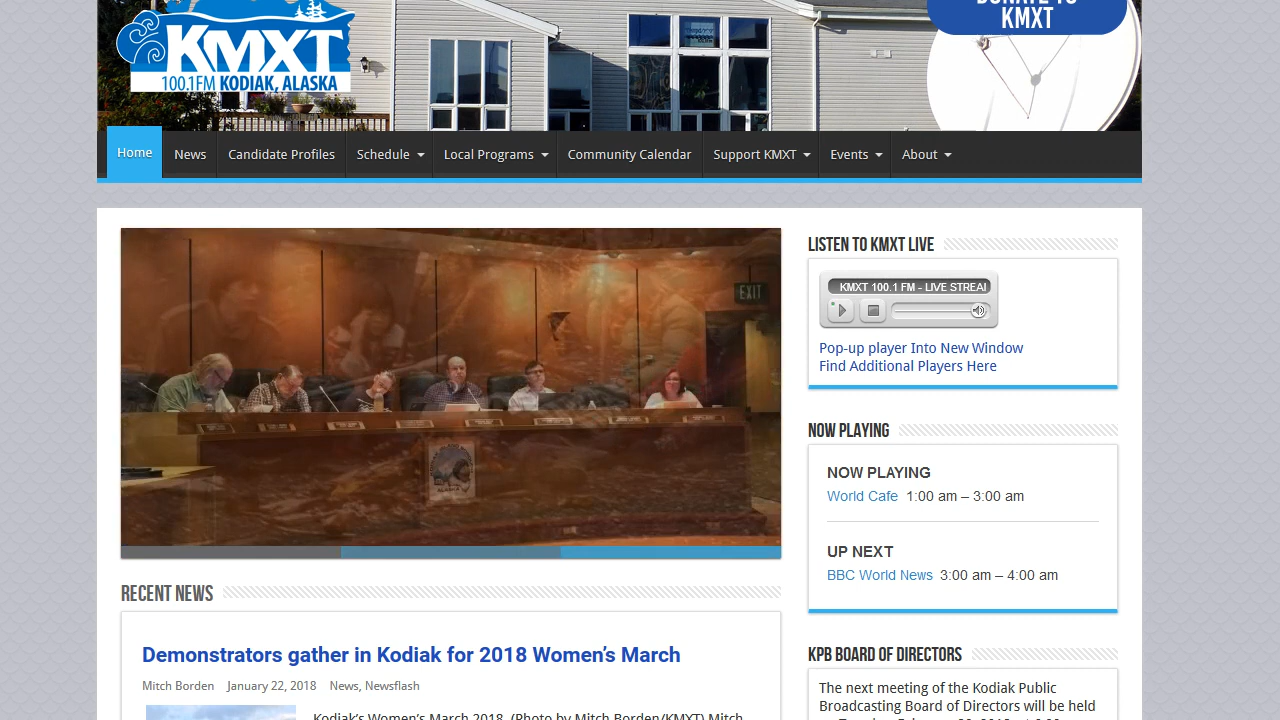 DONATE TO
KMXT
KMXT
100.1FM KODIAK, ALASKA
Home
News
Candidate Profiles
Schedule
Local Programs
Community Calendar
Support KMXT
Events
About
EXIT
LISTEN TO KMXT LIVE
KMXT 100.1 FM - LIVE STREAI
Pop-up player Into New Window
Find Additional Players Here
NOW PLAYING
NOW PLAYING
World Cafe 1:00 am – 3:00 am
UP NEXT
BBC World News 3:00 am – 4:00 am
RECENT NEWS
Demonstrators gather in Kodiak for 2018 Women’s March
Mitch Borden January 22, 2018 News, Newsflash
Kodiak’s Women’s March 2018. (Photo by Mitch Borden/KMXT) Mitch
KPB BOARD OF DIRECTORS
The next meeting of the Kodiak Public
Broadcasting Board of Directors will be held